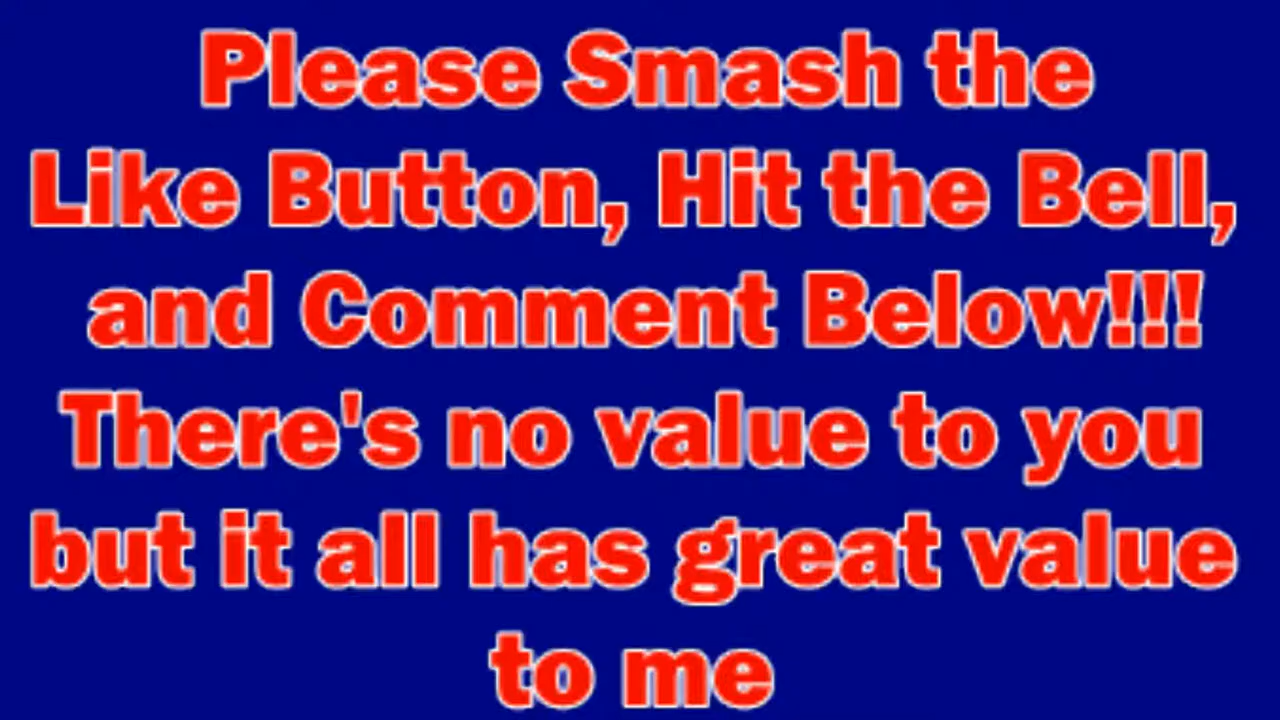 Please Smash the
Like Button, Hit the Bell,
and Comment Below!!!
There's no value to you
but it all has great value
to me